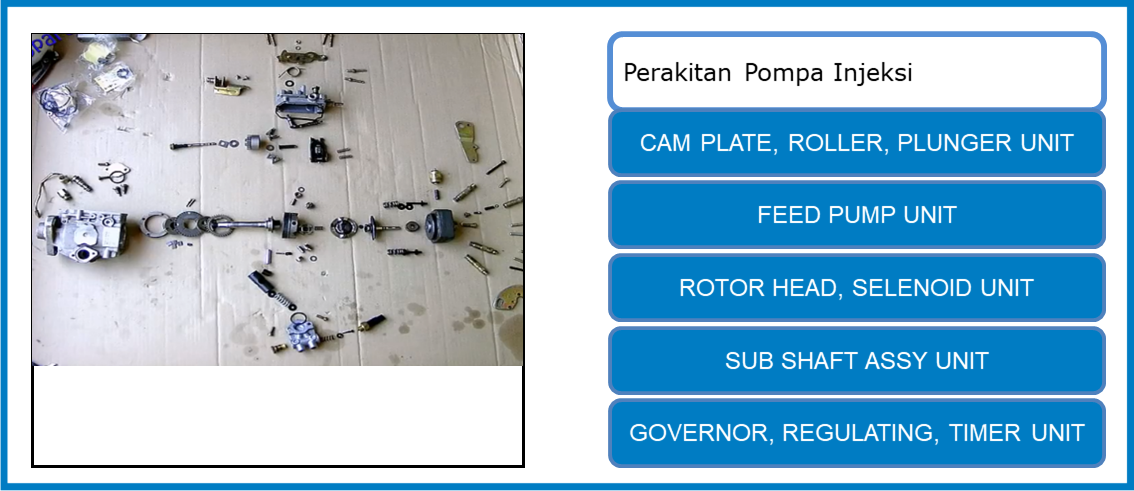 Perakitan Pompa Injeksi
CAM PLATE, ROLLER, PLUNGER UNIT
FEED PUMP UNIT
ROTOR HEAD, SELENOID UNIT
SUB SHAFT ASSY UNIT
GOVERNOR, REGULATING, TIMER UNIT